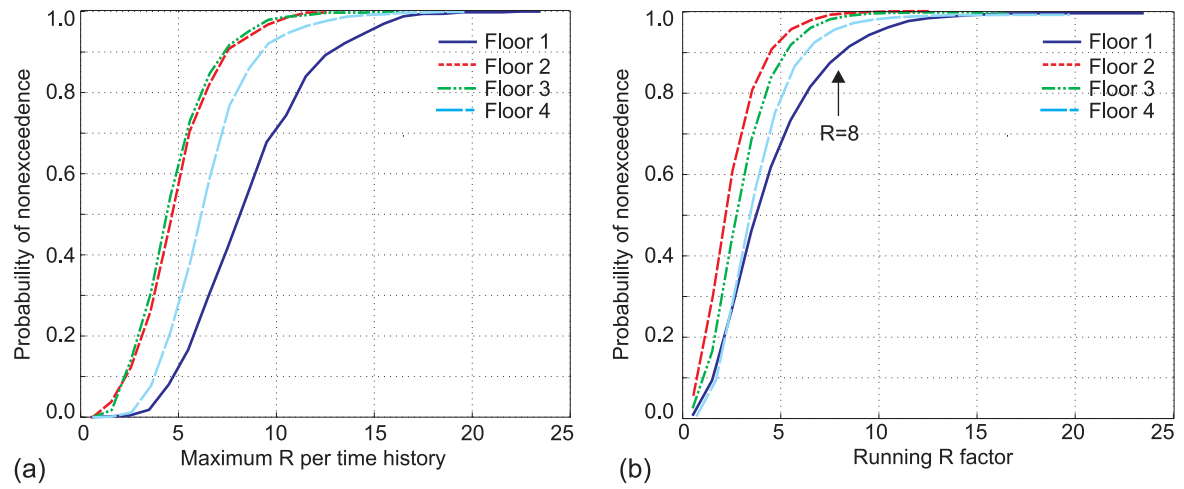 1.0
0.8
0.6
0.4
0.2
0.0
Probability of nonexceedence
Floor 1
Floor 2
Floor 3
Floor 4
0 5 10 15 20 25
Maximum R per time history
(a)
1.0
0.8
0.6
0.4
0.2
0.0
Probability of nonexceedence
Floor 1
Floor 2
Floor 3
Floor 4
R=8
0 5 10 15 20 25
Running R factor
(b)